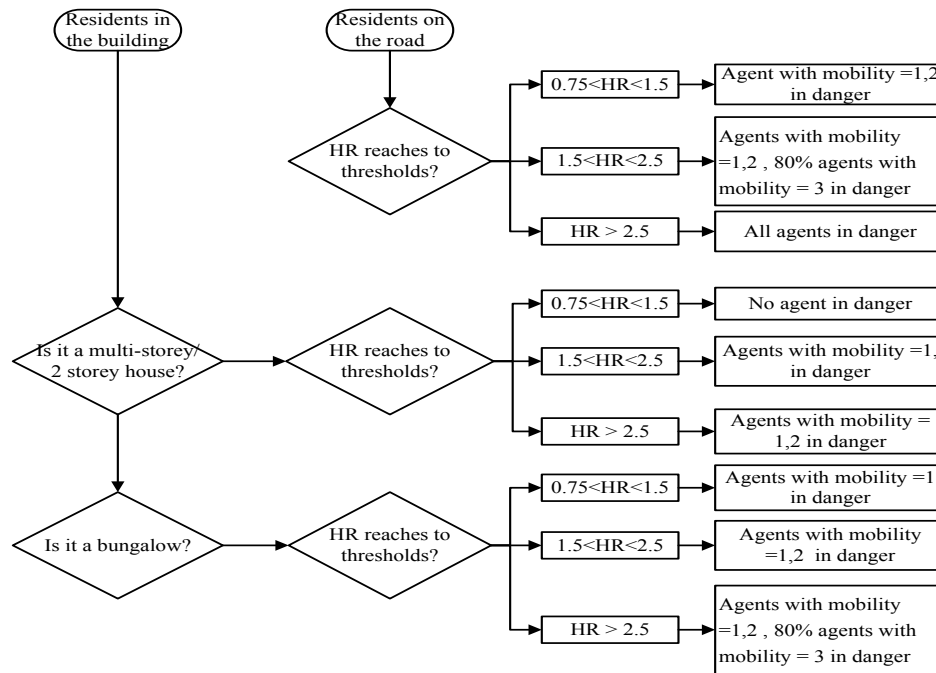 Residents in
the building
Residents on
the road
HR reaches to
thresholds?
0.75<HR<1.5
Agent with mobility =1,2
in danger
1.5<HR<2.5
Agents with mobility
=1,2 , 80% agents with
mobility = 3 in danger
HR > 2.5
All agents in danger
Is it a multi-storey/
2 storey house?
HR reaches to
thresholds?
0.75<HR<1.5
No agent in danger
1.5<HR<2.5
Agents with mobility =1,
in danger
HR > 2.5
Agents with mobility =
1,2 in danger
Is it a bungalow?
HR reaches to
thresholds?
0.75<HR<1.5
Agents with mobility =1
in danger
1.5<HR<2.5
Agents with mobility
=1,2 in danger
HR > 2.5
Agents with mobility
=1,2 , 80% agents with
mobility = 3 in danger